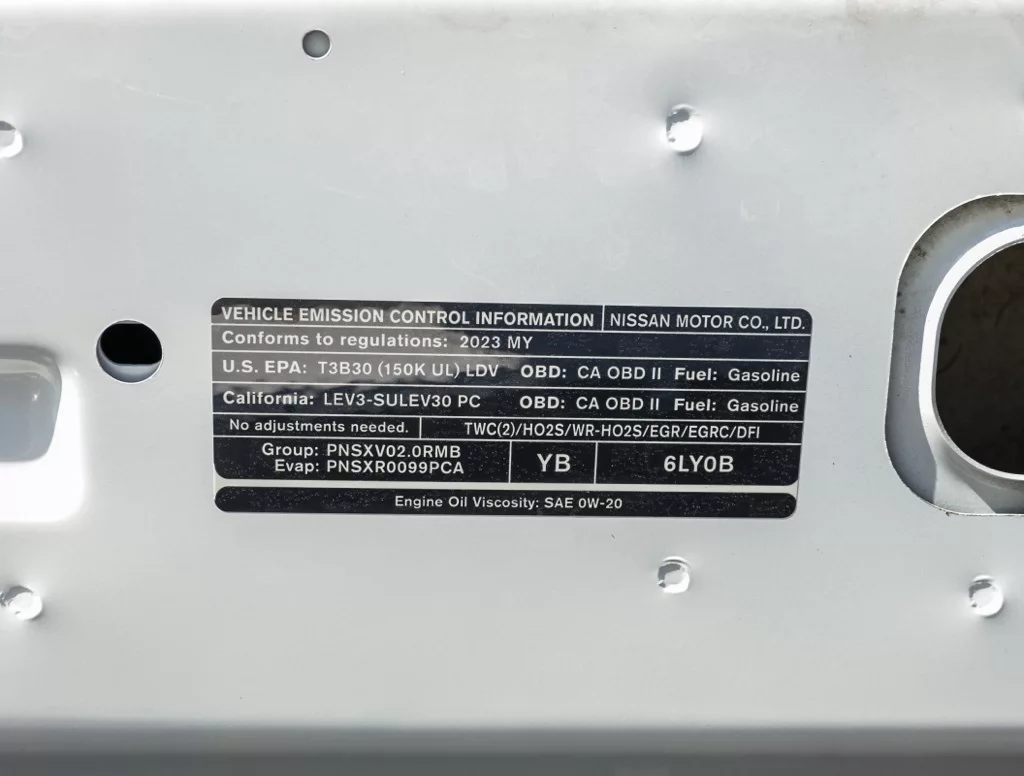 VEHICLE EMISSION CONTROL INFORMATION NISSAN MOTOR CO., LTD.
Conforms to regulations: 2023 MY
U.S. EPA: T3B30 (150K UL) LDV OBD: CA OBD II Fuel: Gasoline
California: LEV3-SULEV30 PC OBD: CA OBD II Fuel: Gasoline
No adjustments needed. TWC(2)/HO2S/WR-HO2S/EGR/EGRC/DFI
Group: PNSXV02.0RMB
Evap: PNSXR0099PCA
YB
6LY0B
Engine Oil Viscosity: SAE 0W-20